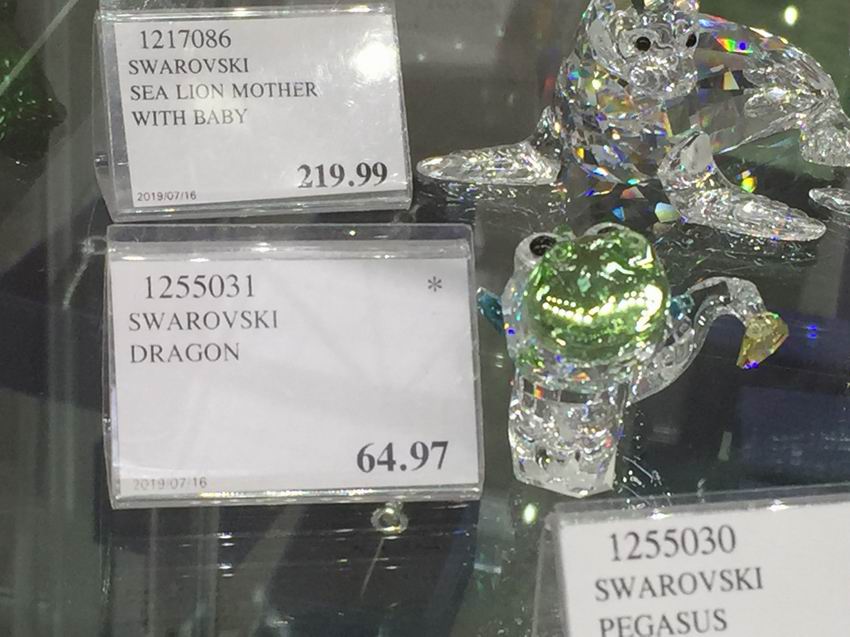 1217086
SWAROVSKI
SEA LION MOTHER
WITH BABY
219.99
2019/07/16
1255031 *
SWAROVSKI
DRAGON
64.97
2019/07/16
1255030
SWAROVSKI
PEGASUS